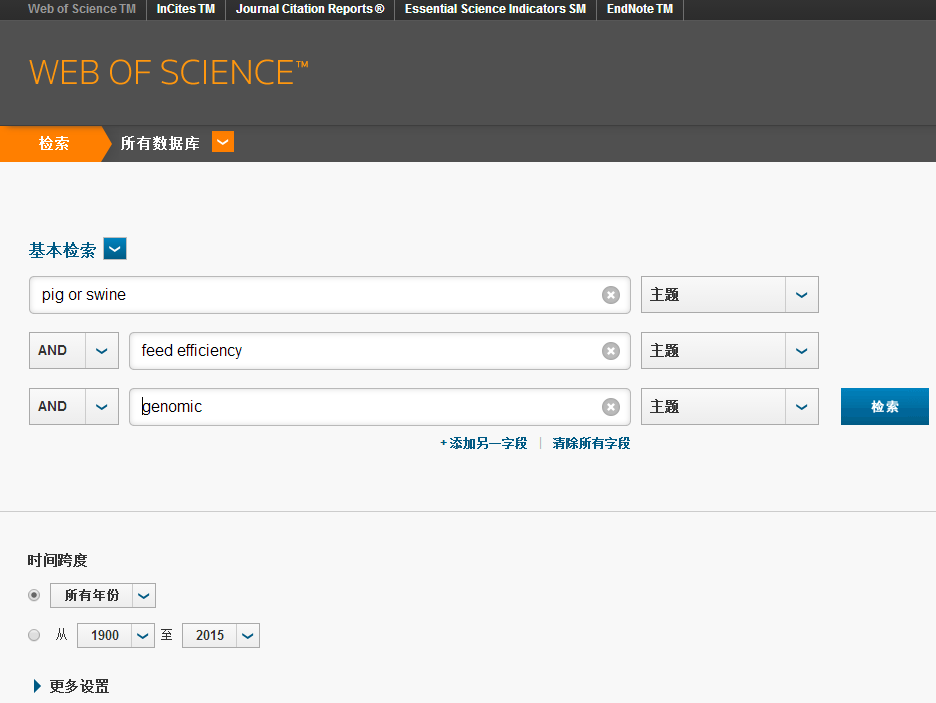 Web of Science TM InCites TM Journal Citation Reports® Essential Science Indicators SM EndNote TM
WEB OF SCIENCE™
检索 所有数据库
基本检索
pig or swine 主题
AND feed efficiency 主题
AND genomic 主题 检索
+添加另一字段 | 清除所有字段
时间跨度
所有年份
从 1900 至 2015
更多设置